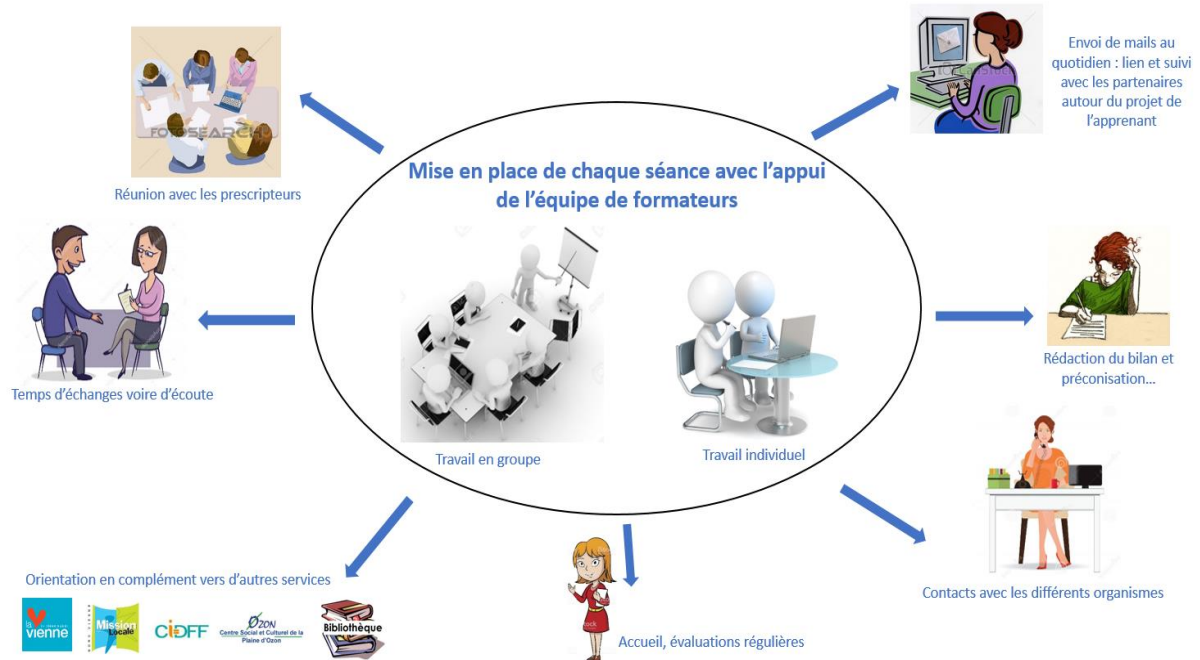 Envoi de mails au
quotidien : lien et suivi
avec les partenaires
autour du projet de
l'apprenant
FOTOSEARCH
Mise en place de chaque séance avec l'appui
de l'équipe de formateurs
Réunion avec les prescripteurs
Temps d'échanges voire d'écoute
Rédaction du bilan et
préconisation...
Travail en groupe
Travail individuel
Orientation en complément vers d'autres services
la
vienne
Mission
Locale
CIDFF
OZON
Centre Social et Culturel de la
Plaine d'Ozon
Bibliothèque
Accueil, évaluations régulières
Contacts avec les différents organismes